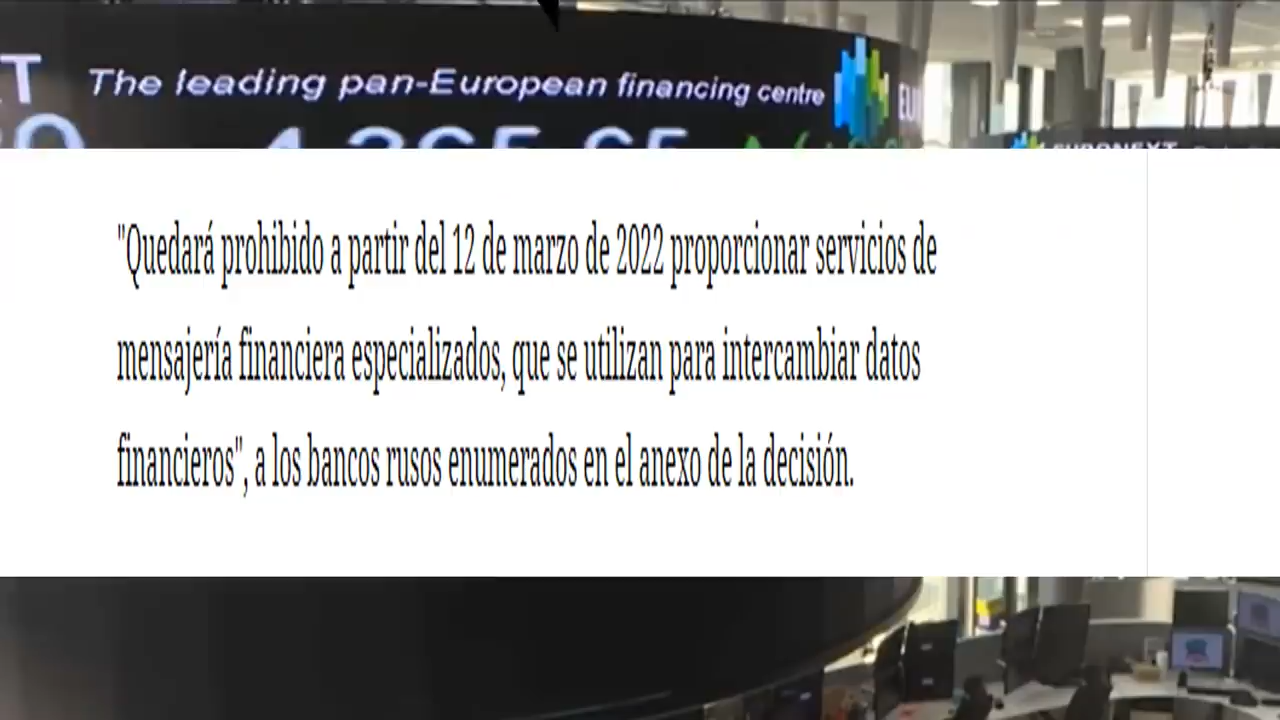 The leading pan-European financing centre
"Quedará prohibido a partir del 12 de marzo de 2022 proporcionar servicios de
mensajería financiera especializados, que se utilizan para intercambiar datos
financieros", a los bancos rusos enumerados en el anexo de la decisión.